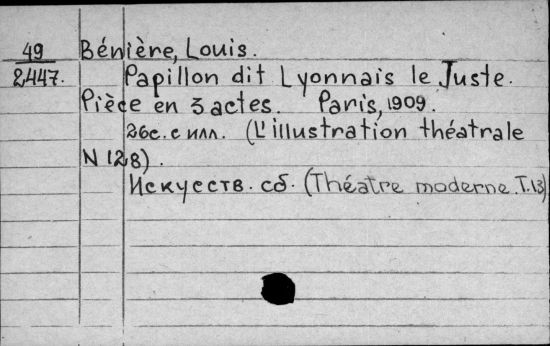 49
2447.
Bénière, Louis.
Papillon dit Lyonnais le Juste.
Pièce en 3 actes. Paris, 1909.
26с. с илл. (L'illustration théatrale
N 128).
Искусств. сб. (Théatre moderne. T.13)